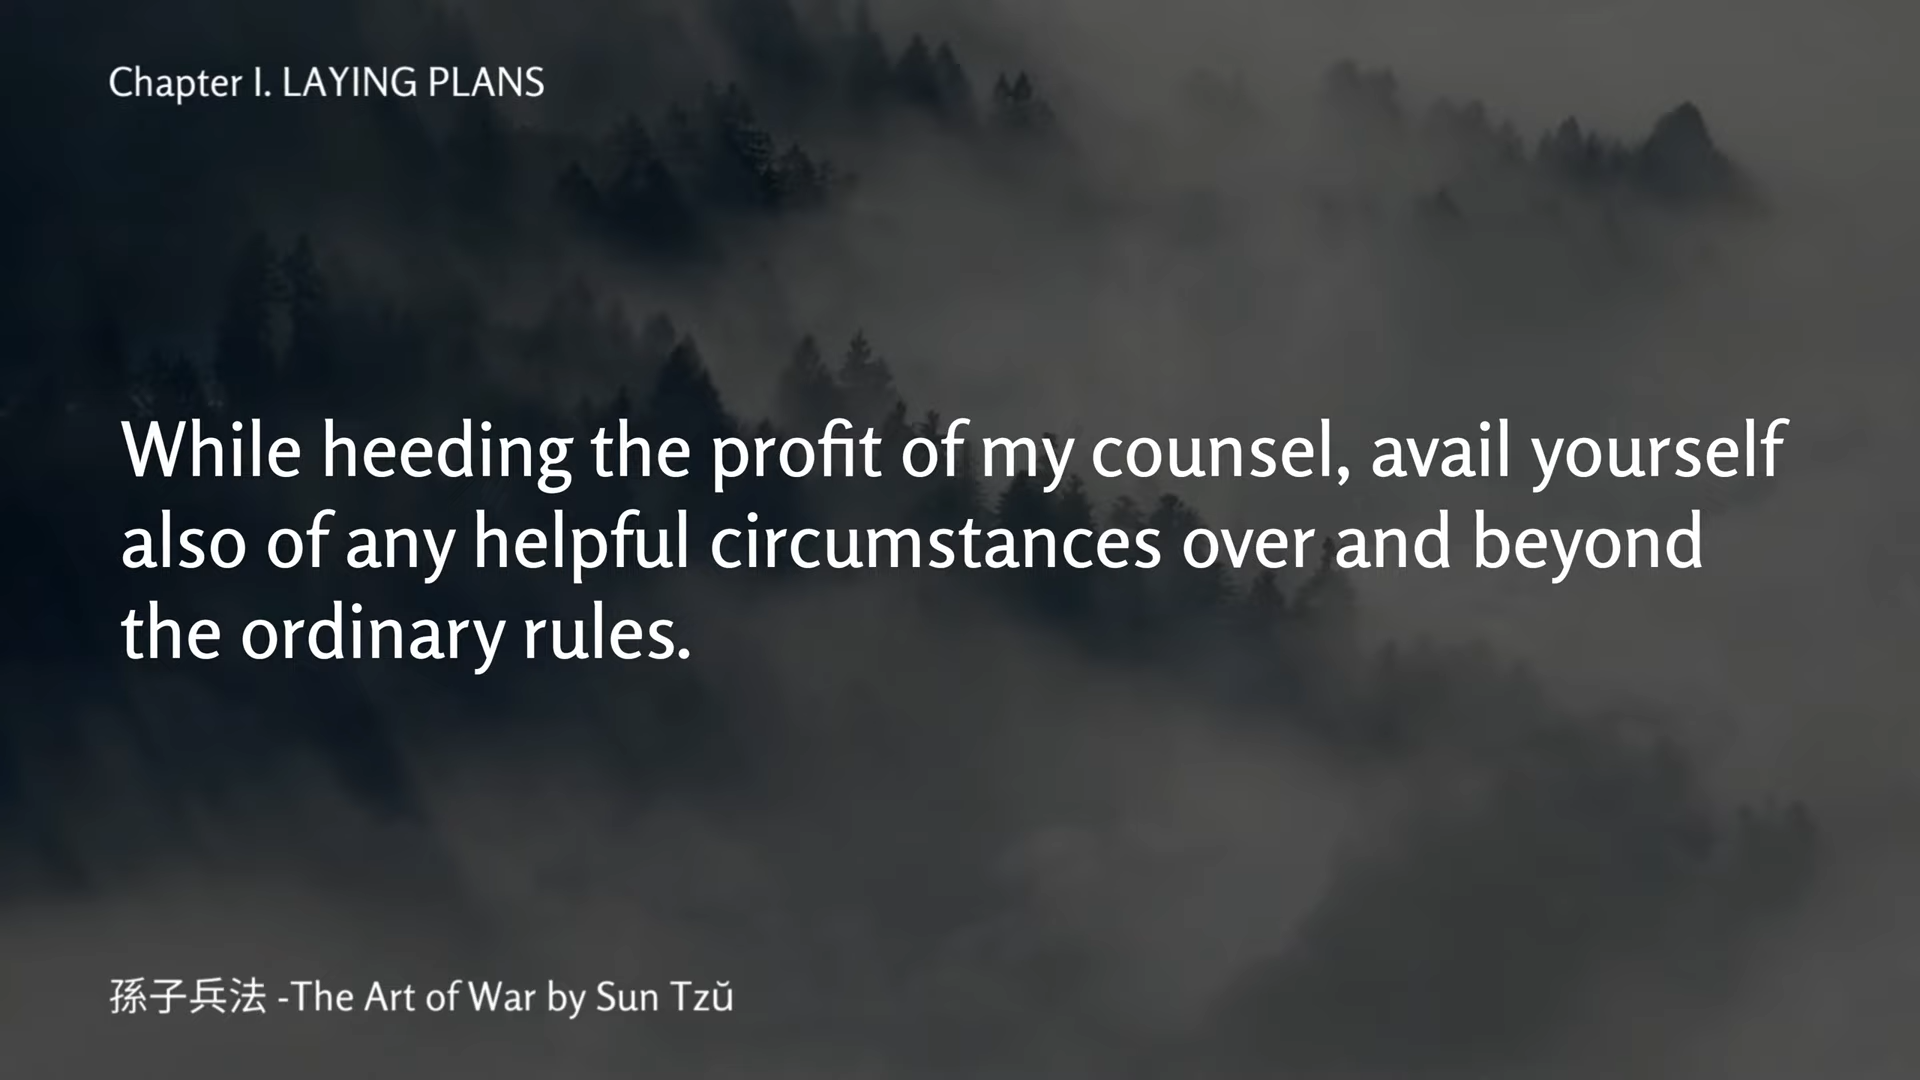 Chapter I. LAYING PLANS
While heeding the profit of my counsel, avail yourself
also of any helpful circumstances over and beyond
the ordinary rules.
孫子兵法 -The Art of War by Sun Tzŭ